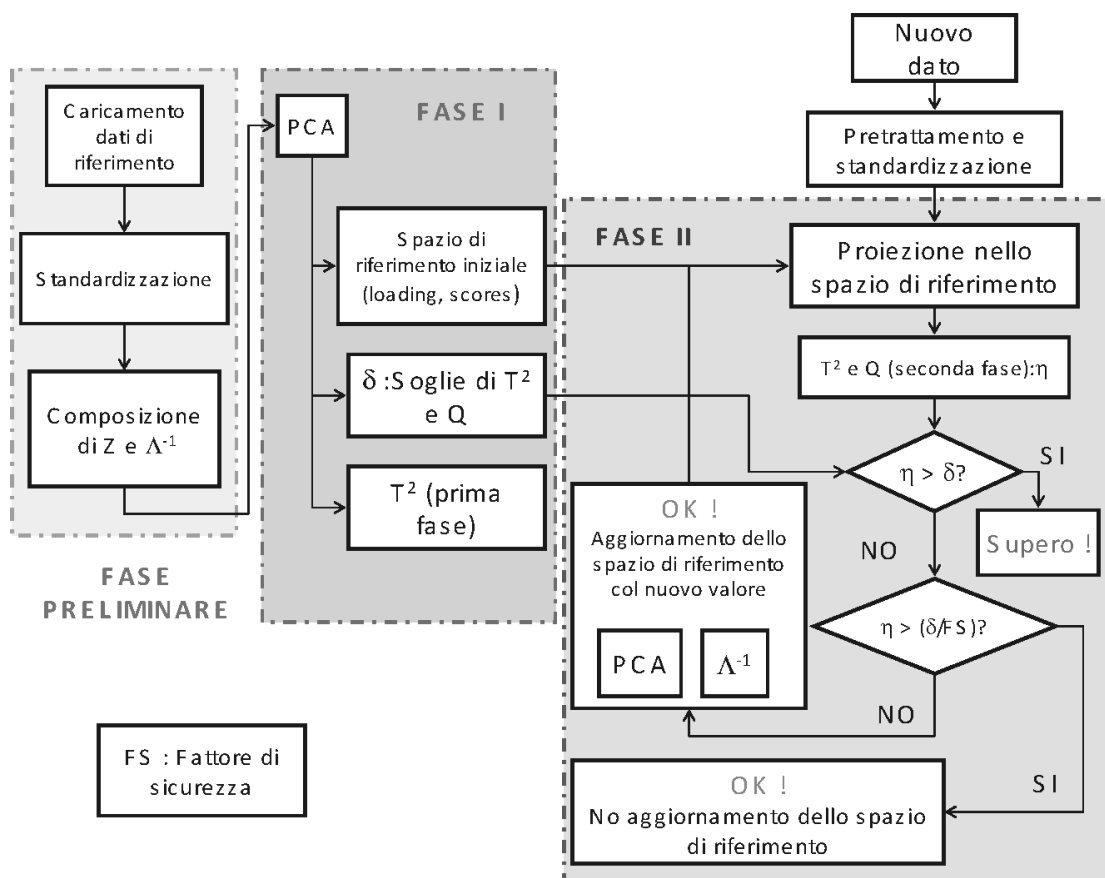 Caricamento
dati di
riferimento
Standardizzazione
Composizione
di Z e Λ⁻¹
FASE
PRELIMINARE
FASE I
PCA
Spazio di
riferimento iniziale
(loading, scores)
δ :Soglie di T²
e Q
T² (prima
fase)
Nuovo
dato
Pretrattamento e
standardizzazione
FASE II
Proiezione nello
spazio di riferimento
T² e Q (seconda fase):η
η > δ?
SI
Supero !
NO
η > (δ/FS)?
NO
SI
OK !
Aggiornamento dello
spazio di riferimento
col nuovo valore
PCA
Λ⁻¹
OK !
No aggiornamento dello spazio
di riferimento
FS : Fattore di
sicurezza